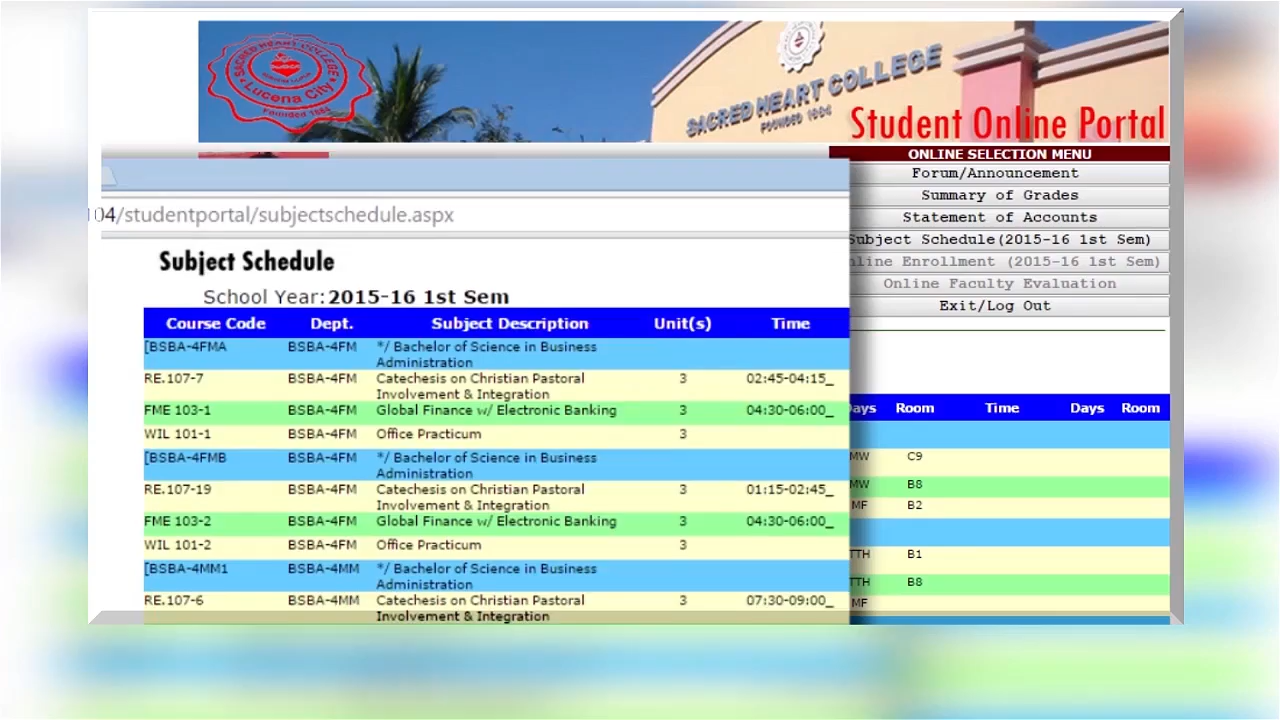 SACRED HEART COLLEGE
Lucena City
Founded 1884
SACRED HEART COLLEGE
FOUNDED 1884
Student Online Portal
ONLINE SELECTION MENU
Forum/Announcement
Summary of Grades
Statement of Accounts
Subject Schedule(2015-16 1st Sem)
line Enrollment (2015-16 1st Sem)
Online Faculty Evaluation
Exit/Log Out
04/studentportal/subjectschedule.aspx
Subject Schedule
School Year: 2015-16 1st Sem
Course Code Dept. Subject Description Unit(s) Time
[BSBA-4FMA BSBA-4FM */ Bachelor of Science in Business
Administration
RE.107-7 BSBA-4FM Catechesis on Christian Pastoral 3 02:45-04:15_
Involvement & Integration
FME 103-1 BSBA-4FM Global Finance w/ Electronic Banking 3 04:30-06:00_
WIL 101-1 BSBA-4FM Office Practicum 3
[BSBA-4FMB BSBA-4FM */ Bachelor of Science in Business
Administration
RE.107-19 BSBA-4FM Catechesis on Christian Pastoral 3 01:15-02:45_
Involvement & Integration
FME 103-2 BSBA-4FM Global Finance w/ Electronic Banking 3 04:30-06:00_
WIL 101-2 BSBA-4FM Office Practicum 3
[BSBA-4MM1 BSBA-4MM */ Bachelor of Science in Business
Administration
RE.107-6 BSBA-4MM Catechesis on Christian Pastoral 3 07:30-09:00_
Involvement & Integration
Days Room Time Days Room
MW C9
MW B8
MF B2
TTH B1
TTH B8
MF